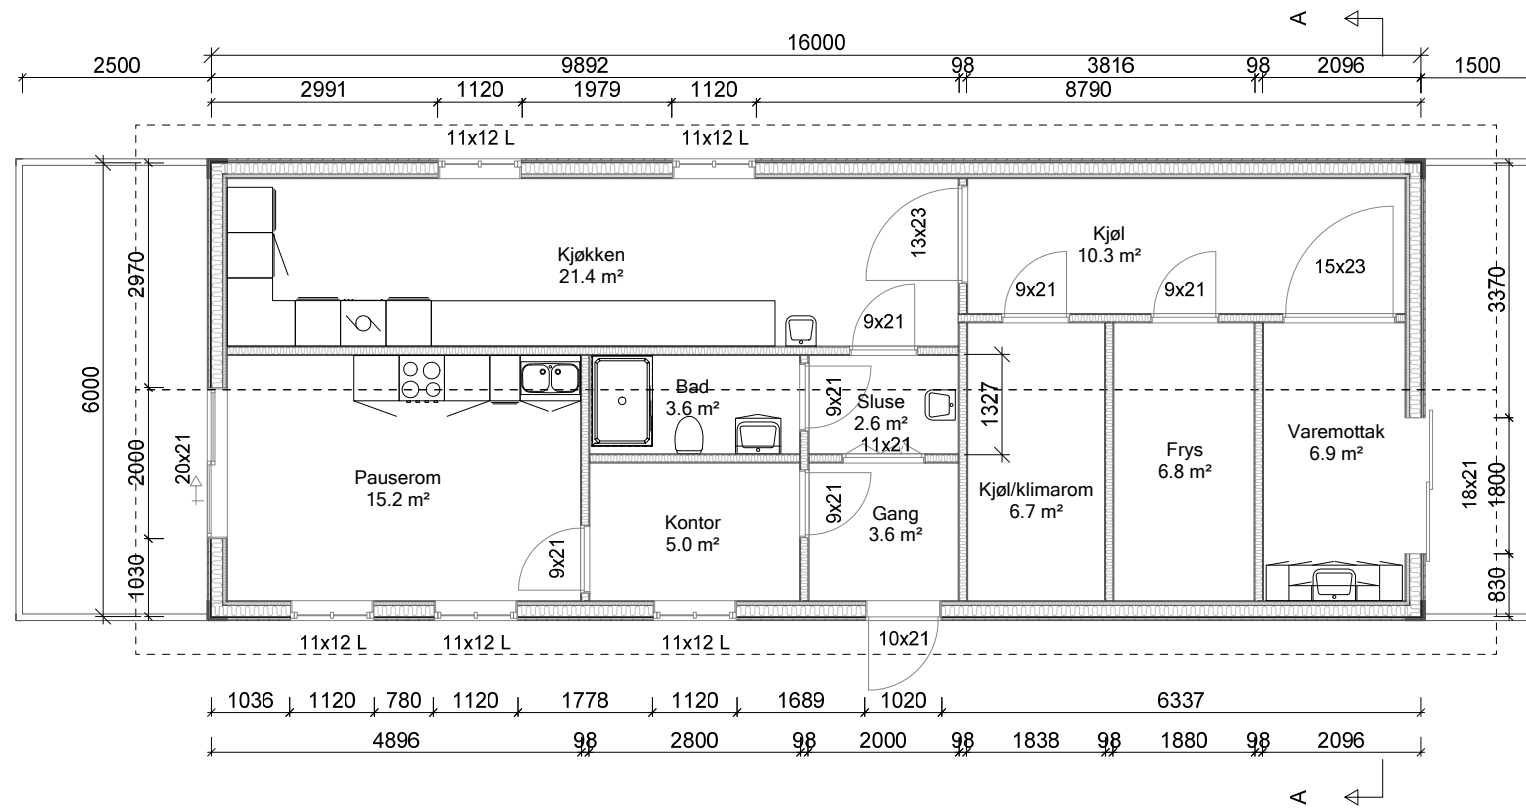 A
16000
2500
9892
98
3816
98
2096
1500
2991
1120
1979
1120
8790
11x12 L
11x12 L
Kjøkken
21.4 m²
13x23
Kjøl
10.3 m²
15x23
9x21
9x21
9x21
2970
3370
6000
2000
20x21
1030
Bad
3.6 m²
9x21
Sluse
2.6 m²
11x21
1327
Pauserom
15.2 m²
Kontor
5.0 m²
9x21
9x21
Gang
3.6 m²
Kjøl/klimarom
6.7 m²
Frys
6.8 m²
Varemottak
6.9 m²
18x21
1800
830
11x12 L
11x12 L
11x12 L
10x21
1036
1120
780
1120
1778
1120
1689
1020
6337
4896
98
2800
98
2000
98
1838
98
1880
98
2096
A